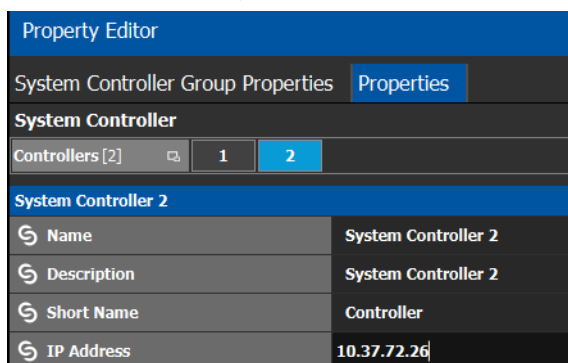 Property Editor
System Controller Group Properties Properties
System Controller
Controllers [2] 1 2
System Controller 2
Name System Controller 2
Description System Controller 2
Short Name Controller
IP Address 10.37.72.26